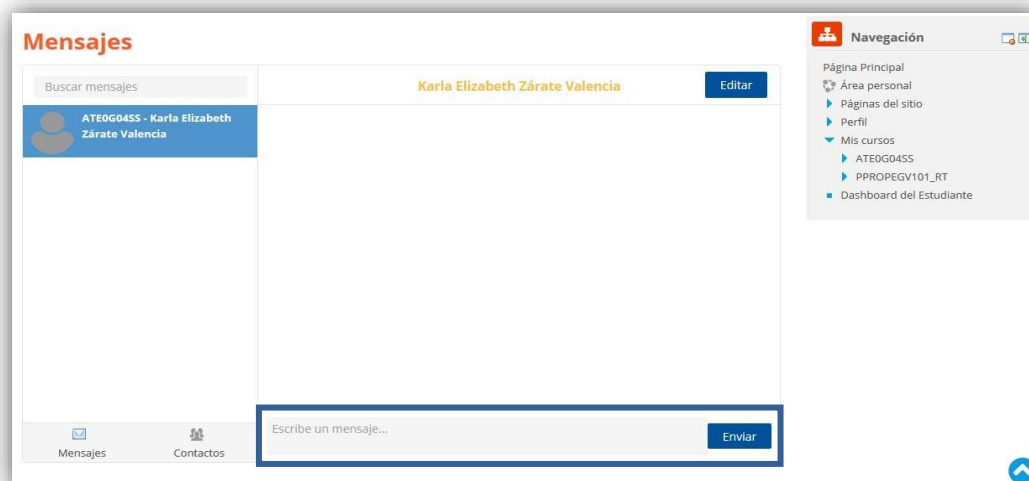 Mensajes
Buscar mensajes
Karla Elizabeth Zárate Valencia
Editar
ATE0G04SS - Karla Elizabeth
Zárate Valencia
Escribe un mensaje...
Enviar
Mensajes
Contactos
Navegación
Página Principal
Área personal
Páginas del sitio
Perfil
Mis cursos
ATE0G04SS
PPROPEGV101_RT
Dashboard del Estudiante